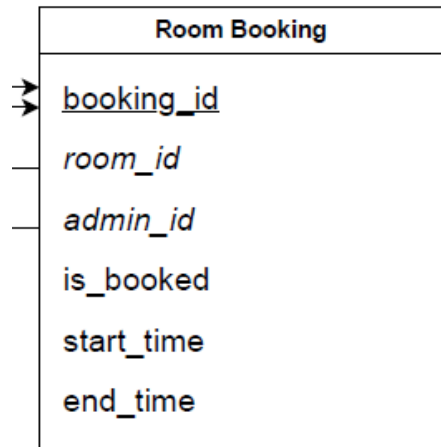 Room Booking
booking_id
room_id
admin_id
is_booked
start_time
end_time